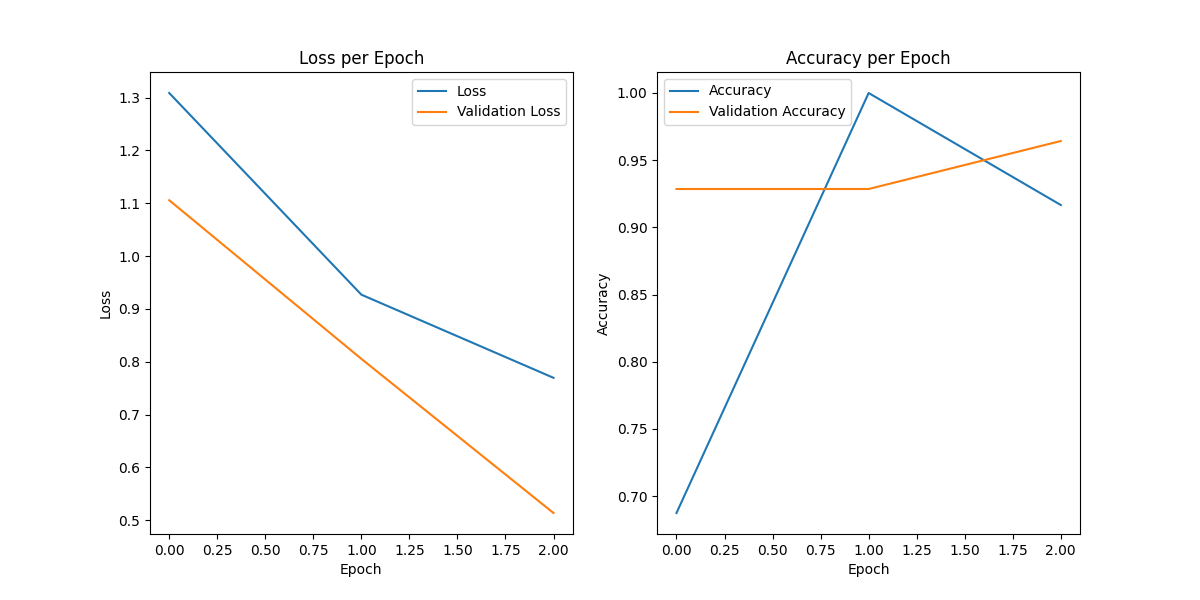 Loss per Epoch
Loss
Validation Loss
1.3
1.2
1.1
1.0
0.9
0.8
0.7
0.6
0.5
Loss
0.00 0.25 0.50 0.75 1.00 1.25 1.50 1.75 2.00
Epoch
Accuracy per Epoch
Accuracy
Validation Accuracy
1.00
0.95
0.90
0.85
0.80
0.75
0.70
Accuracy
0.00 0.25 0.50 0.75 1.00 1.25 1.50 1.75 2.00
Epoch